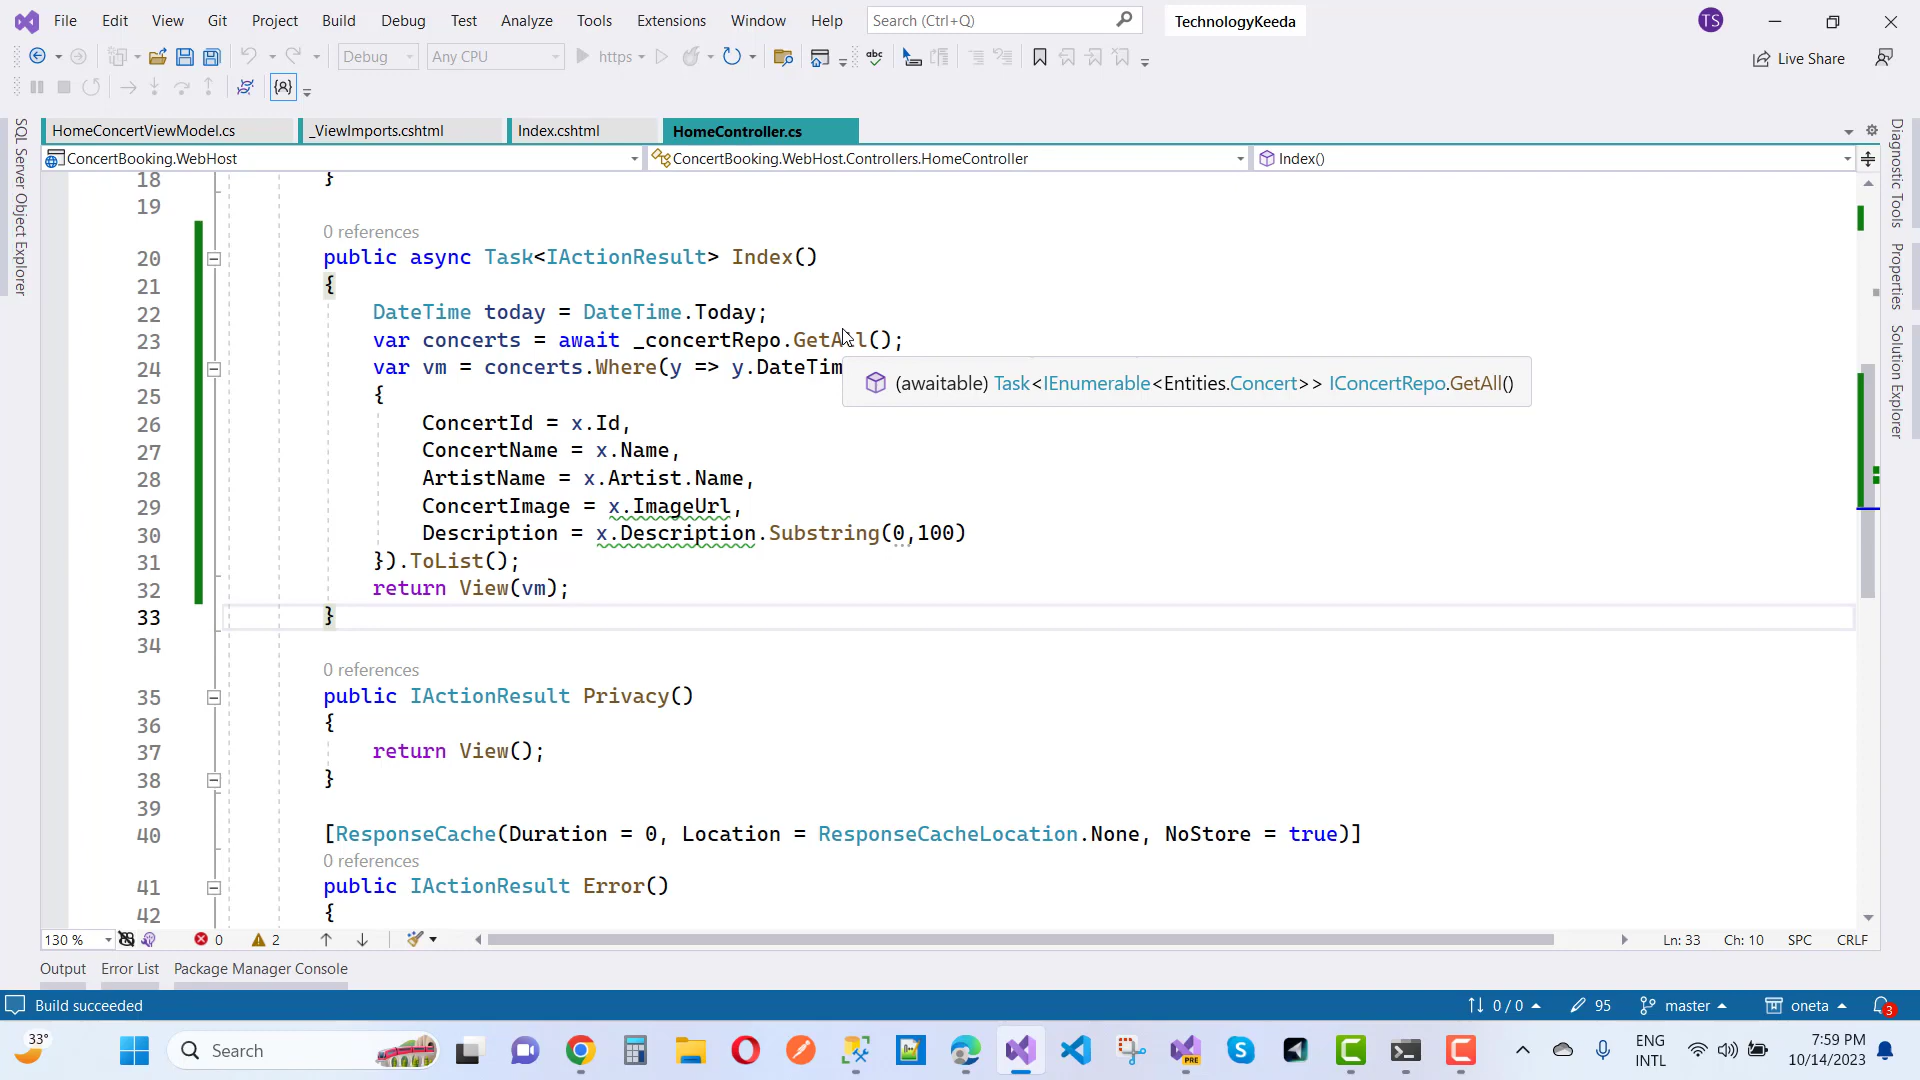 File Edit View Git Project Build Debug Test Analyze Tools Extensions Window Help Search (Ctrl+Q) TechnologyKeeda TS
Debug Any CPU https Live Share
SQL Server Object Explorer
HomeConcertViewModel.cs _ViewImports.cshtml Index.cshtml HomeController.cs
ConcertBooking.WebHost ConcertBooking.WebHost.Controllers.HomeController Index()
Diagnostic Tools
Properties
Solution Explorer
18 }
19
0 references
20 public async Task<IActionResult> Index()
21 {
22 DateTime today = DateTime.Today;
23 var concerts = await _concertRepo.GetAll();
24 var vm = concerts.Where(y => y.DateTim
(awaitable) Task<IEnumerable<Entities.Concert>> IConcertRepo.GetAll()
25 {
26 ConcertId = x.Id,
27 ConcertName = x.Name,
28 ArtistName = x.Artist.Name,
29 ConcertImage = x.ImageUrl,
30 Description = x.Description.Substring(0,100)
31 }).ToList();
32 return View(vm);
33 }
34
0 references
35 public IActionResult Privacy()
36 {
37 return View();
38 }
39
40 [ResponseCache(Duration = 0, Location = ResponseCacheLocation.None, NoStore = true)]
0 references
41 public IActionResult Error()
42 {
130 % 0 2 Ln: 33 Ch: 10 SPC CRLF
Output Error List Package Manager Console
Build succeeded 0 / 0 95 master oneta 3
33° Search PRE ENG INTL 7:59 PM 10/14/2023